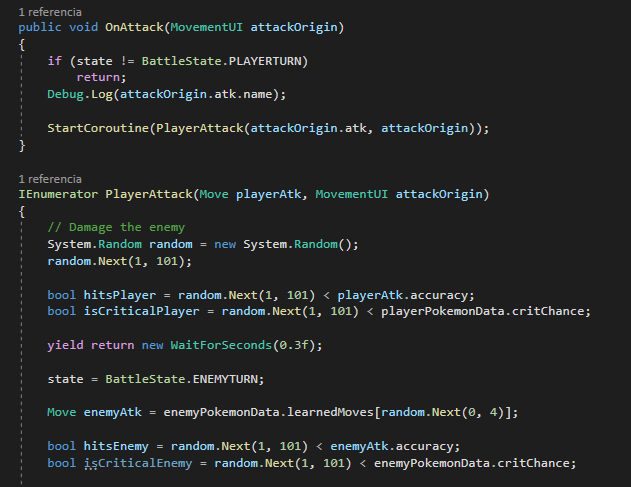 1 referencia
public void OnAttack(MovementUI attackOrigin)
{
    if (state != BattleState.PLAYERTURN)
        return;
    Debug.Log(attackOrigin.atk.name);

    StartCoroutine(PlayerAttack(attackOrigin.atk, attackOrigin));
}

1 referencia
IEnumerator PlayerAttack(Move playerAtk, MovementUI attackOrigin)
{
    // Damage the enemy
    System.Random random = new System.Random();
    random.Next(1, 101);

    bool hitsPlayer = random.Next(1, 101) < playerAtk.accuracy;
    bool isCriticalPlayer = random.Next(1, 101) < playerPokemonData.critChance;

    yield return new WaitForSeconds(0.3f);

    state = BattleState.ENEMYTURN;

    Move enemyAtk = enemyPokemonData.learnedMoves[random.Next(0, 4)];

    bool hitsEnemy = random.Next(1, 101) < enemyAtk.accuracy;
    bool isCriticalEnemy = random.Next(1, 101) < enemyPokemonData.critChance;